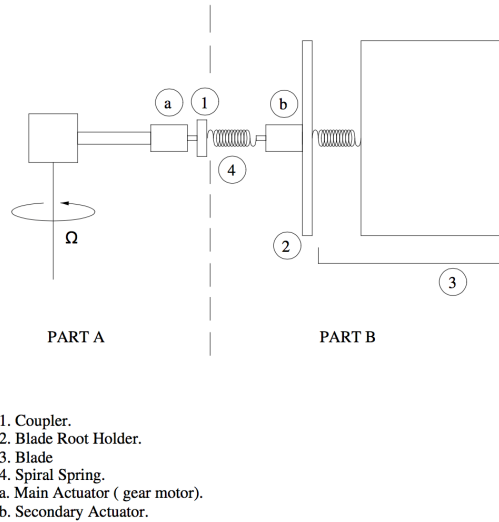 a
1
b
4
Ω
2
3
PART A
PART B
1. Coupler.
2. Blade Root Holder.
3. Blade
4. Spiral Spring.
a. Main Actuator ( gear motor).
b. Secondary Actuator.